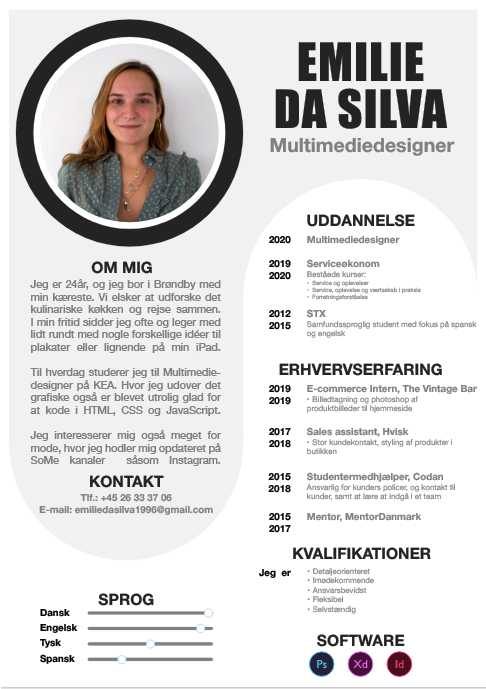 EMILIE
DA SILVA
Multimediedesigner
OM MIG
Jeg er 24år, og jeg bor i Brøndby med
min kæreste. Vi elsker at udforske det
kulinariske køkken og rejse sammen.
I min fritid sidder jeg ofte og leger med
lidt rundt med nogle forskellige idéer til
plakater eller lignende på min iPad.
Til hverdag studerer jeg til Multimedie-
designer på KEA. Hvor jeg udover det
grafiske også er blevet utrolig glad for
at kode i HTML, CSS og JavaScript.
Jeg interesserer mig også meget for
mode, hvor jeg hodler mig opdateret på
SoMe kanaler såsom Instagram.
KONTAKT
Tlf.: +45 26 33 37 06
E-mail: emiliedasilva1996@gmail.com
SPROG
Dansk
Engelsk
Tysk
Spansk
UDDANNELSE
2020 Multimediedesigner
2019 Serviceøkonom
2020 Beståede kurser:
• Service og oplevelser
• Service, oplevelse og værtsskab i praksis
• Forretningsforståelse
2012 STX
2015 Samfundssproglig student med fokus på spansk
og engelsk
ERHVERVSERFARING
2019 E-commerce Intern, The Vintage Bar
2019 • Billedtagning og photoshop af
produktbilleder til hjemmeside
2017 Sales assistant, Hvisk
2018 • Stor kundekontakt, styling af produkter i
butikken
2015 Studentermedhjælper, Codan
2018 Ansvarlig for kunders policer, og kontakt til
kunder, samt at lære at indgå i et team
2015 Mentor, MentorDanmark
2017
KVALIFIKATIONER
Jeg er • Detaljeorienteret
• Imødekommende
• Ansvarsbevidst
• Fleksibel
• Selvstændig
SOFTWARE
Ps Xd Id